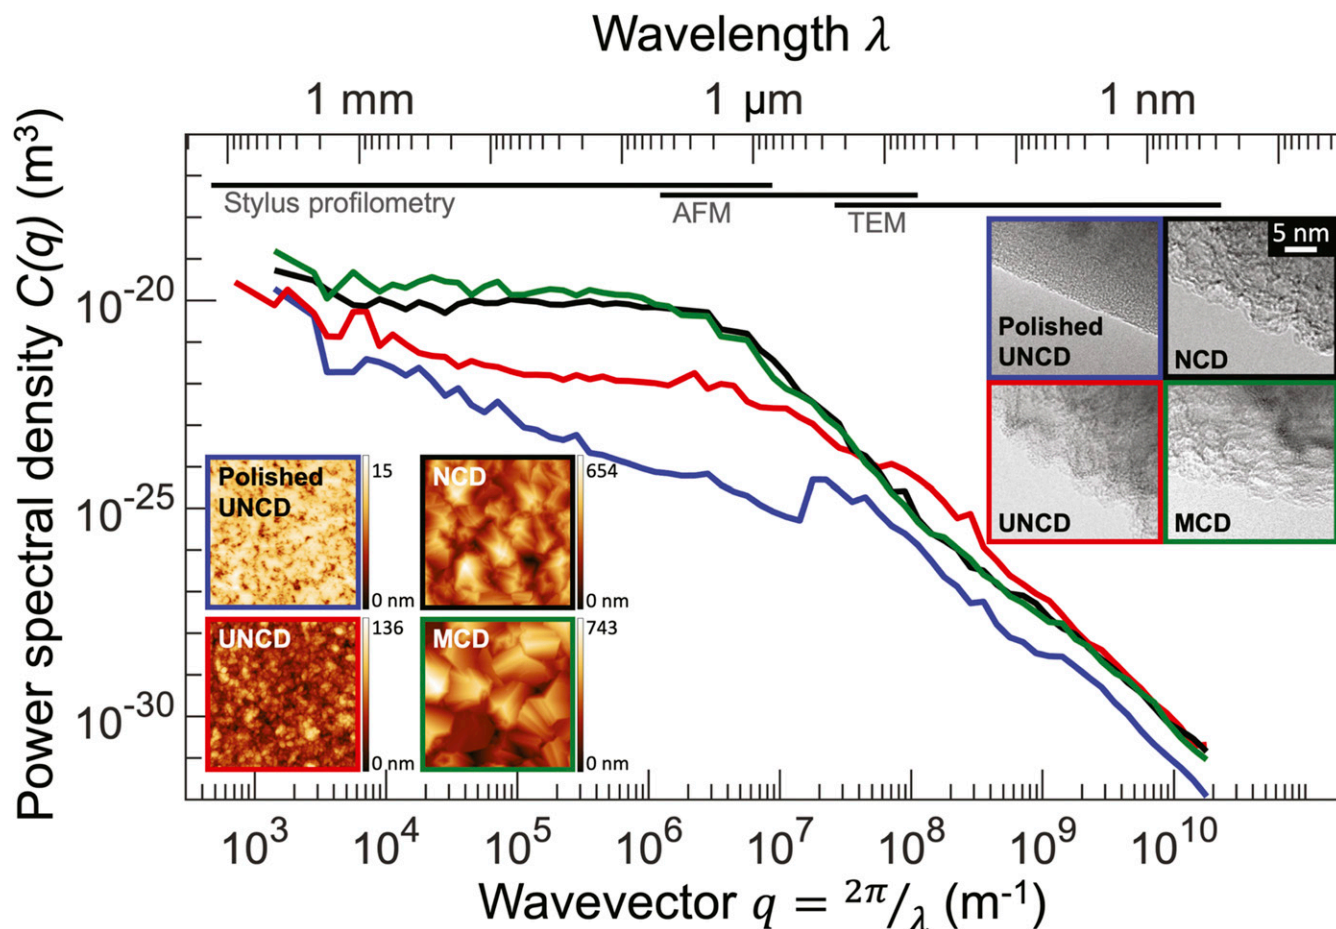 Wavelength λ
1 mm
1 μm
1 nm
Power spectral density C(q) (m³)
Stylus profilometry
AFM
TEM
10⁻²⁰
10⁻²⁵
10⁻³⁰
Polished
UNCD
NCD
5 nm
UNCD
MCD
Polished
UNCD
15
0 nm
NCD
654
0 nm
UNCD
136
0 nm
MCD
743
0 nm
10³ 10⁴ 10⁵ 10⁶ 10⁷ 10⁸ 10⁹ 10¹⁰
Wavevector q = 2π/λ (m⁻¹)